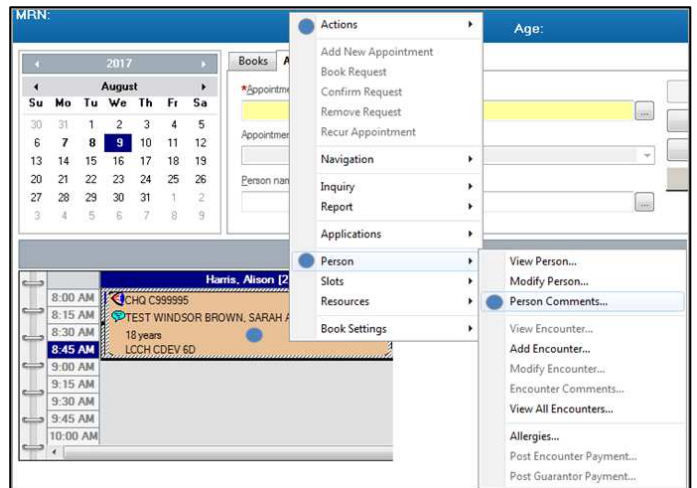 MRN:
Age:
2017
August
Su Mo Tu We Th Fr Sa
30 31 1 2 3 4 5
6 7 8 9 10 11 12
13 14 15 16 17 18 19
20 21 22 23 24 25 26
27 28 29 30 31 1 2
3 4 5 6 7 8 9
Books A
*Appointme
...
Appointmen
Person nam
...
Actions
Add New Appointment
Book Request
Confirm Request
Remove Request
Recur Appointment
Navigation
Inquiry
Report
Applications
Person
Slots
Resources
Book Settings
View Person...
Modify Person...
Person Comments...
View Encounter...
Add Encounter...
Modify Encounter...
Encounter Comments...
View All Encounters...
Allergies...
Post Encounter Payment...
Post Guarantor Payment...
Harris, Alison [2
8:00 AM
8:15 AM
8:30 AM
8:45 AM
9:00 AM
9:15 AM
9:30 AM
9:45 AM
10:00 AM
CHQ C999995
TEST WINDSOR BROWN, SARAH A
18 years
LCCH CDEV 6D